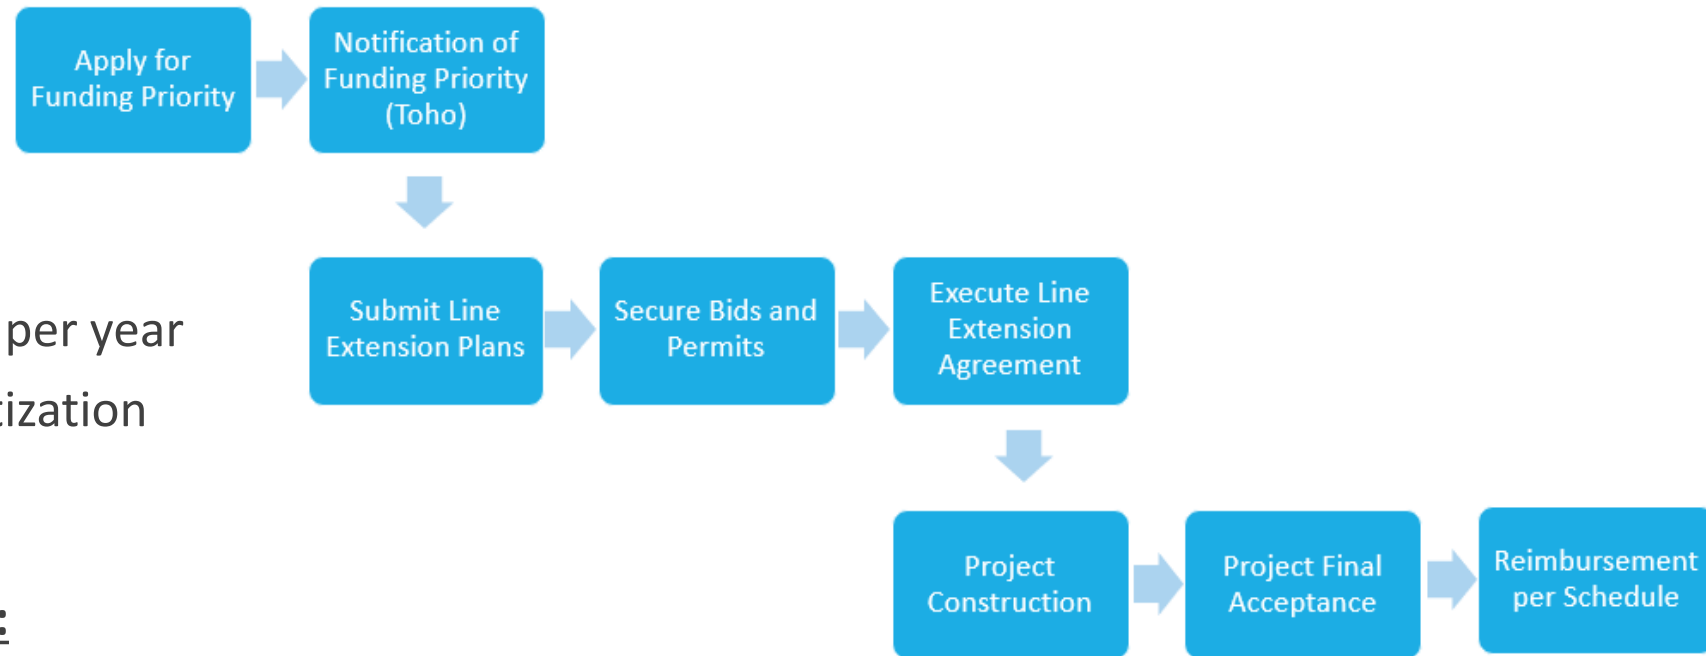 Apply for
Funding Priority
Notification of
Funding Priority
(Toho)
Submit Line
Extension Plans
Secure Bids and
Permits
Execute Line
Extension
Agreement
per year
tization
:
Project
Construction
Project Final
Acceptance
Reimbursement
per Schedule